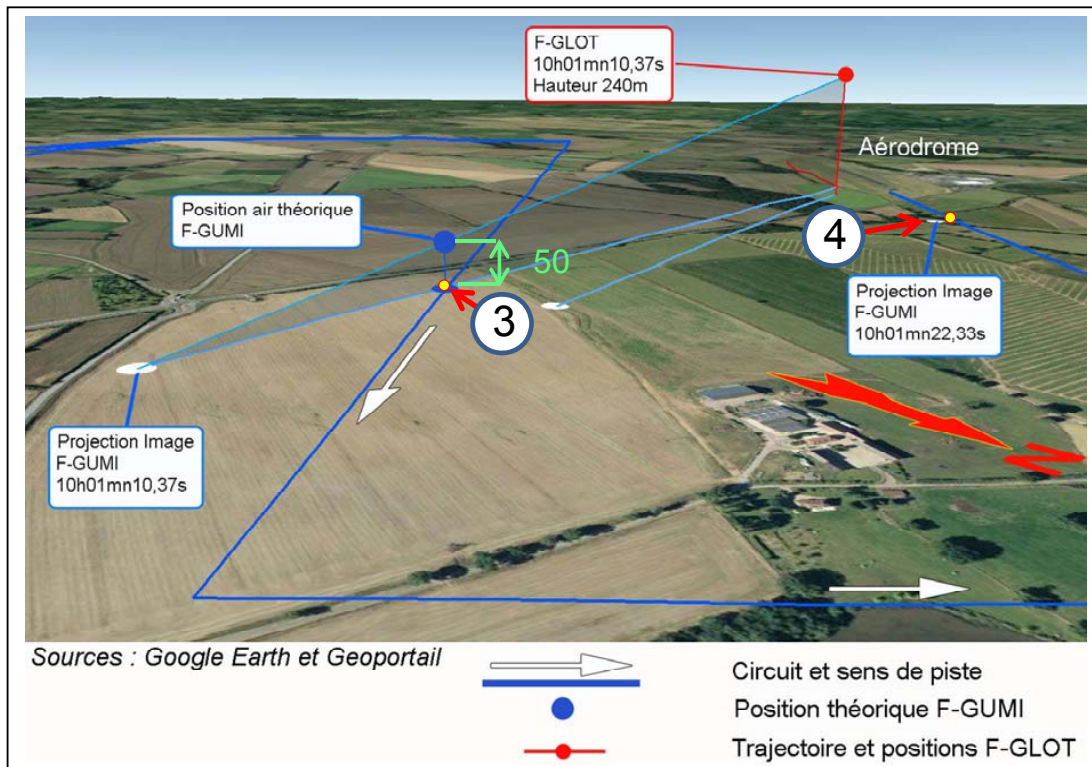 F-GLOT
10h01mn10,37s
Hauteur 240m
Aérodrome
Position air théorique
F-GUMI
50
4
3
Projection Image
F-GUMI
10h01mn22,33s
Projection Image
F-GUMI
10h01mn10,37s
N
Sources : Google Earth et Geoportail
Circuit et sens de piste
Position théorique F-GUMI
Trajectoire et positions F-GLOT